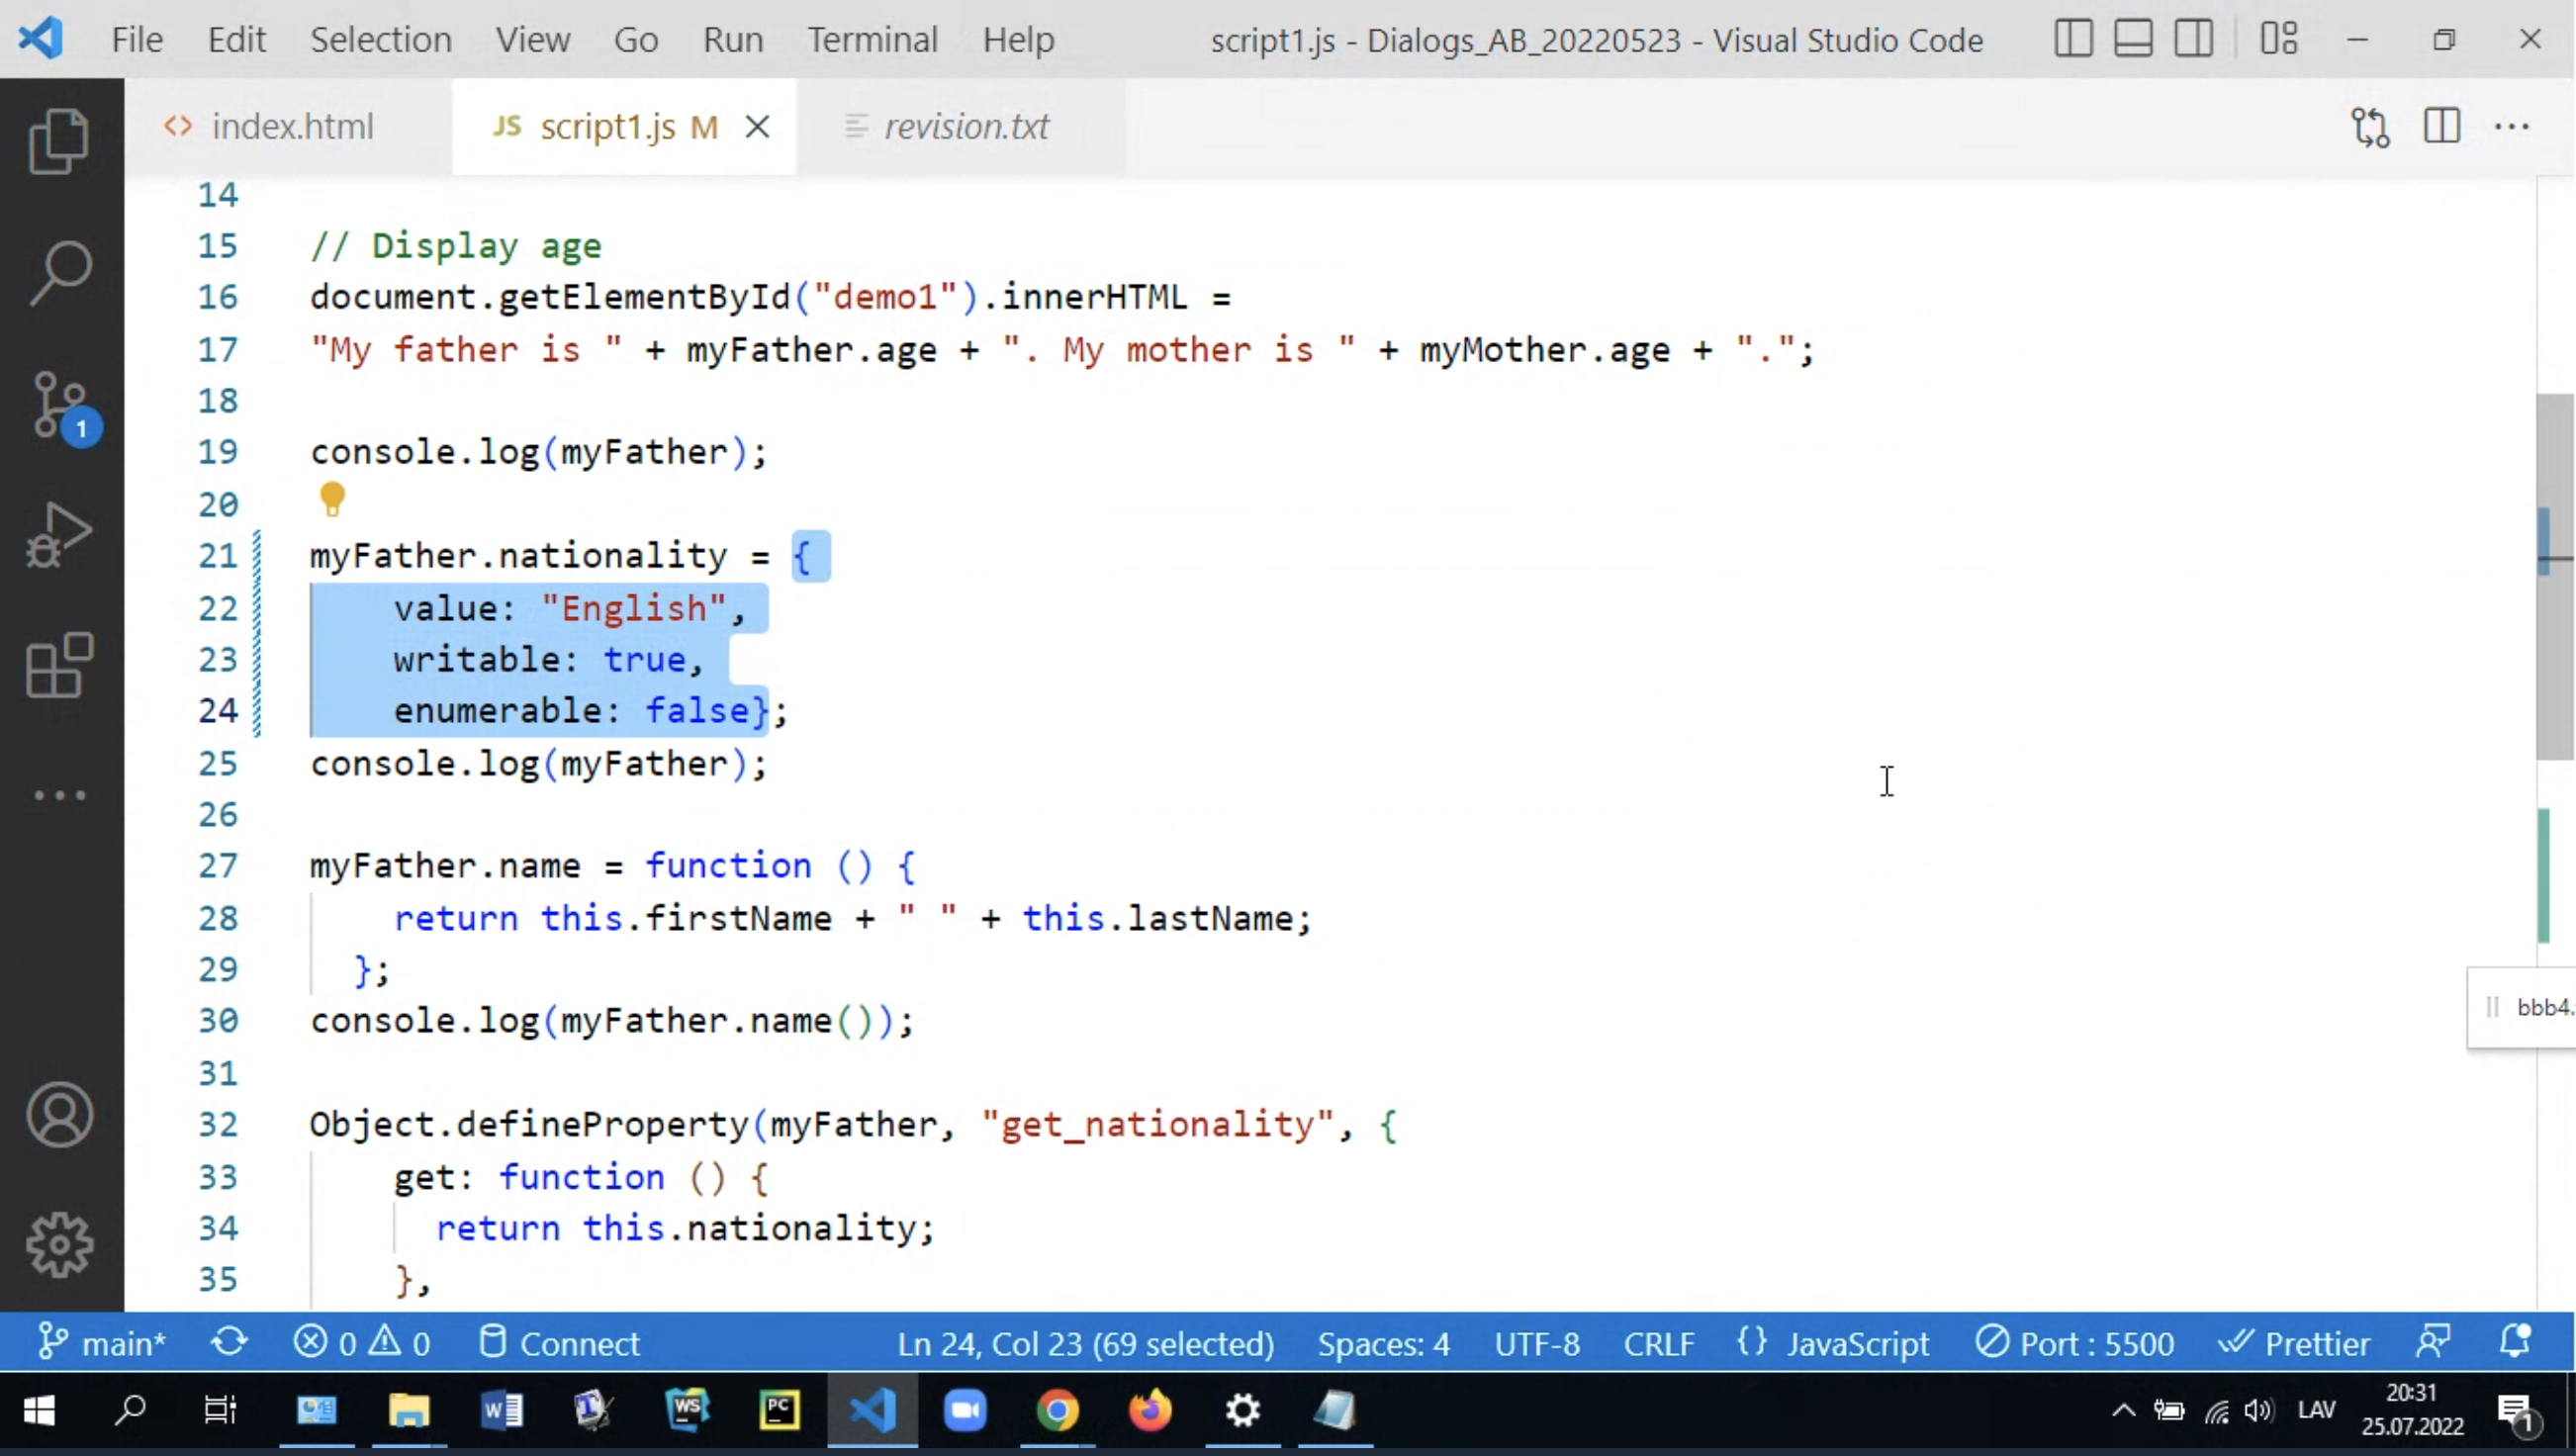 File Edit Selection View Go Run Terminal Help script1.js - Dialogs_AB_20220523 - Visual Studio Code
<> index.html JS script1.js M revision.txt
14
15 // Display age
16 document.getElementById("demo1").innerHTML =
17 "My father is " + myFather.age + ". My mother is " + myMother.age + ".";
18
19 console.log(myFather);
20
21 myFather.nationality = {
22 value: "English",
23 writable: true,
24 enumerable: false};
25 console.log(myFather);
26
27 myFather.name = function () {
28 return this.firstName + " " + this.lastName;
29 };
30 console.log(myFather.name());
31
32 Object.defineProperty(myFather, "get_nationality", {
33 get: function () {
34 return this.nationality;
35 },
1
bbb4.
main* 0 0 Connect Ln 24, Col 23 (69 selected) Spaces: 4 UTF-8 CRLF {} JavaScript Port : 5500 Prettier
W WS PC LAV 20:31
25.07.2022 1